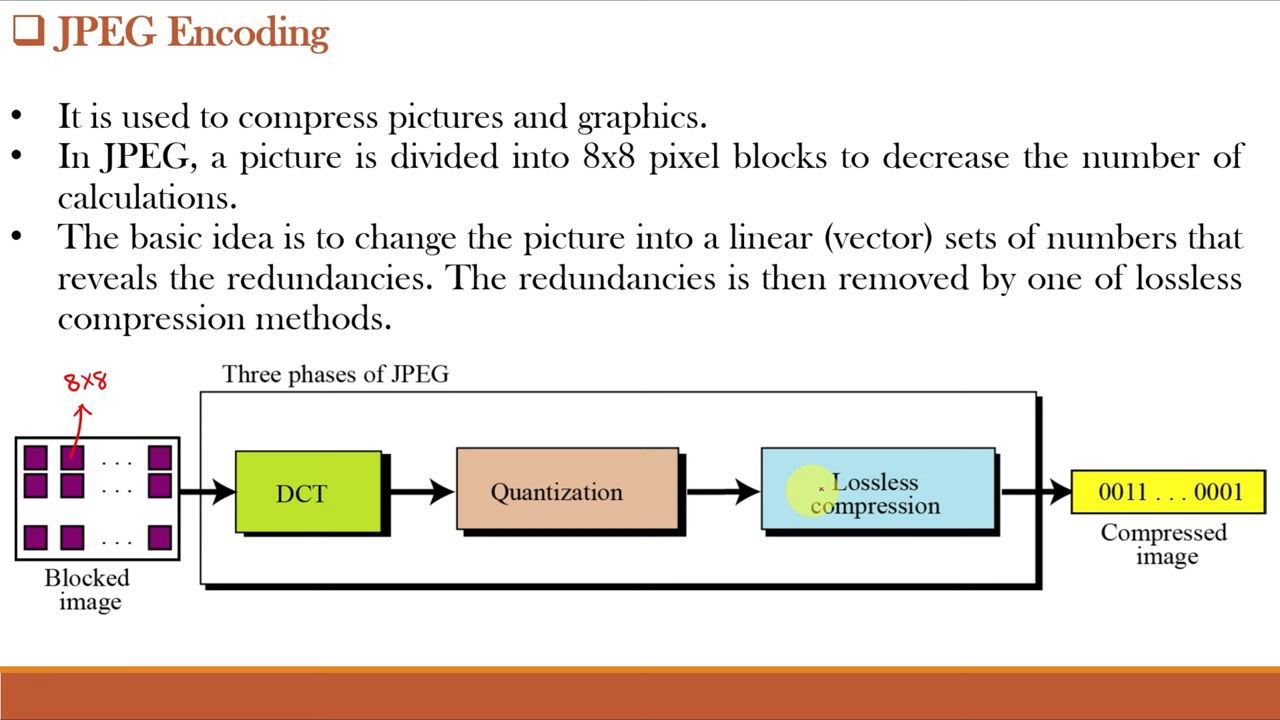 JPEG Encoding
• It is used to compress pictures and graphics.
• In JPEG, a picture is divided into 8x8 pixel blocks to decrease the number of
calculations.
• The basic idea is to change the picture into a linear (vector) sets of numbers that
reveals the redundancies. The redundancies is then removed by one of lossless
compression methods.
Three phases of JPEG
8x8
. . .
. . .
. . .
Blocked
image
DCT
Quantization
Lossless
compression
0011 . . . 0001
Compressed
image